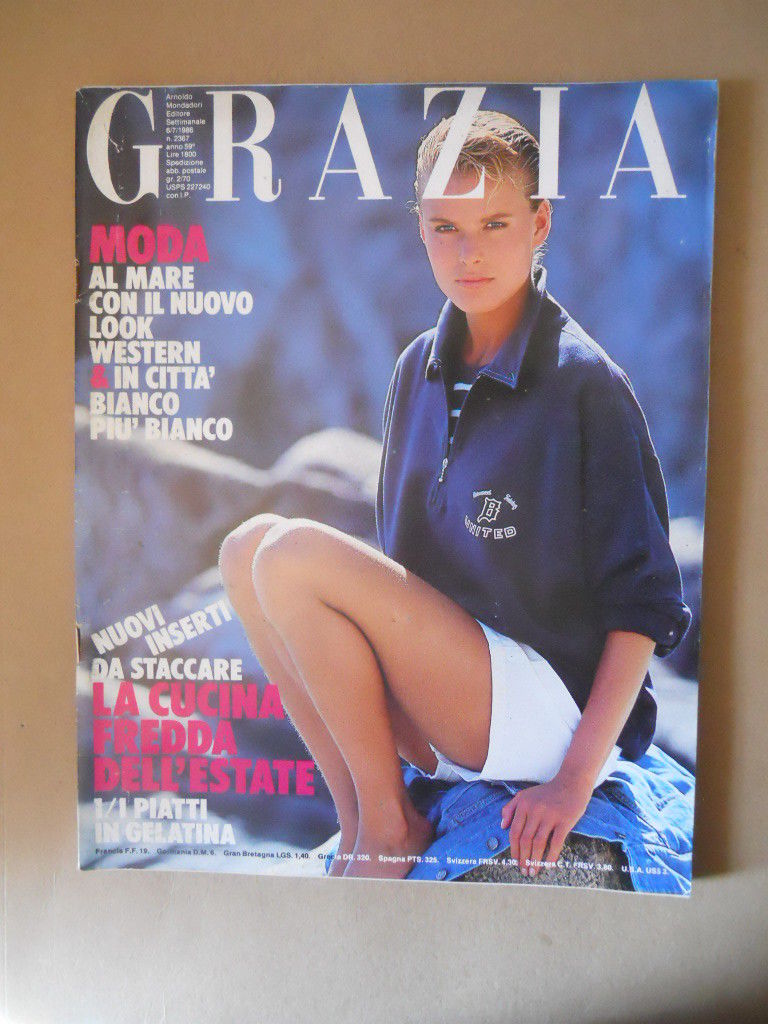 GRAZIA
Arnoldo
Mondadori
Editore
Settimanale
6/7/1986
n. 2367
anno 59°
Lire 1800
Spedizione
abb. postale
gr. 2/70
USPS 227240
con I.P.
MODA
AL MARE
CON IL NUOVO
LOOK
WESTERN
& IN CITTA'
BIANCO
PIU' BIANCO
B
UNITED
NUOVI
INSERTI
DA STACCARE
LA CUCINA
FREDDA
DELL'ESTATE
1/I PIATTI
IN GELATINA
Francia F.F. 19. Germania D.M. 6. Gran Bretagna LGS. 1,40. Grecia DR. 320. Spagna PTS. 325. Svizzera FRSV. 4,30. Svizzera C.T. FRSV. 3,80. U.S.A. US$ 3.